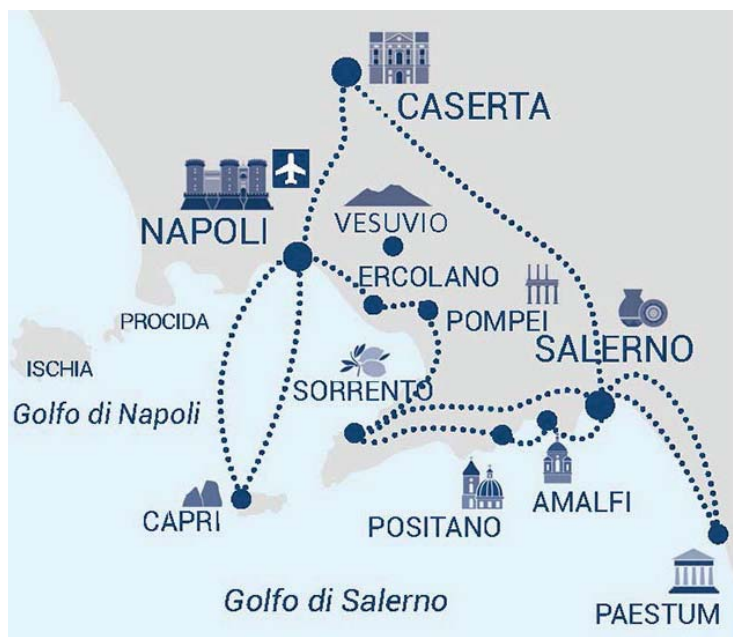 CASERTA
NAPOLI
VESUVIO
ERCOLANO
POMPEI
PROCIDA
SALERNO
ISCHIA
SORRENTO
Golfo di Napoli
AMALFI
CAPRI
POSITANO
Golfo di Salerno
PAESTUM